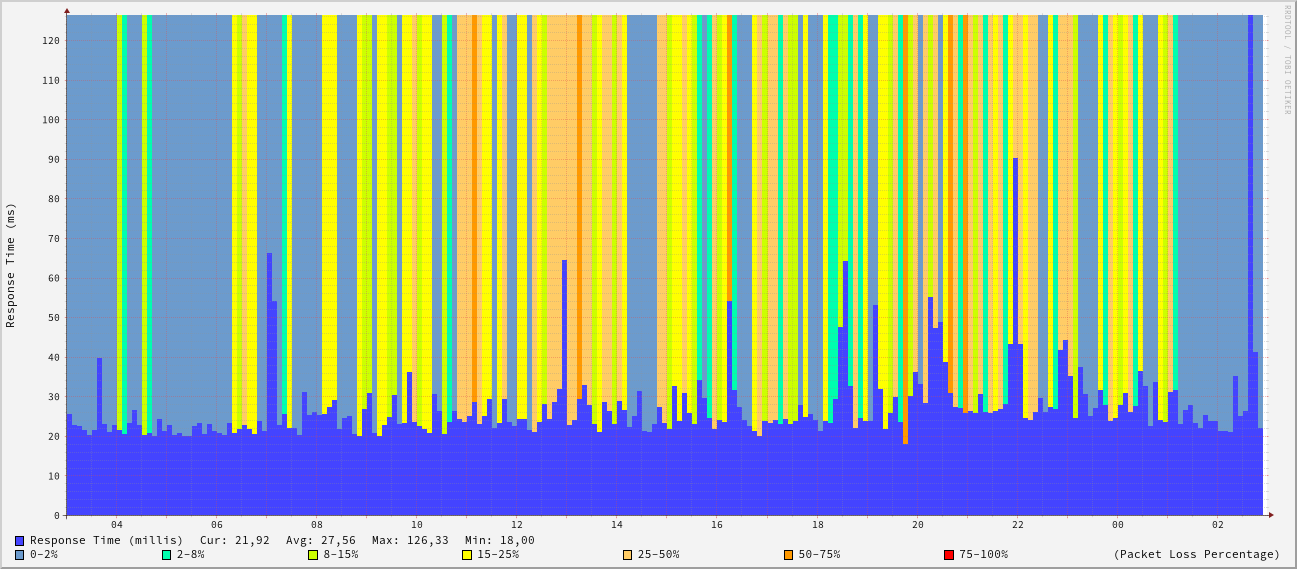 RRDTOOL / TOBI OETIKER
Response Time (ms)
120
110
100
90
80
70
60
50
40
30
20
10
0
04 06 08 10 12 14 16 18 20 22 00 02
Response Time (millis) Cur: 21,92 Avg: 27,56 Max: 126,33 Min: 18,00
0-2% 2-8% 8-15% 15-25% 25-50% 50-75% 75-100% (Packet Loss Percentage)